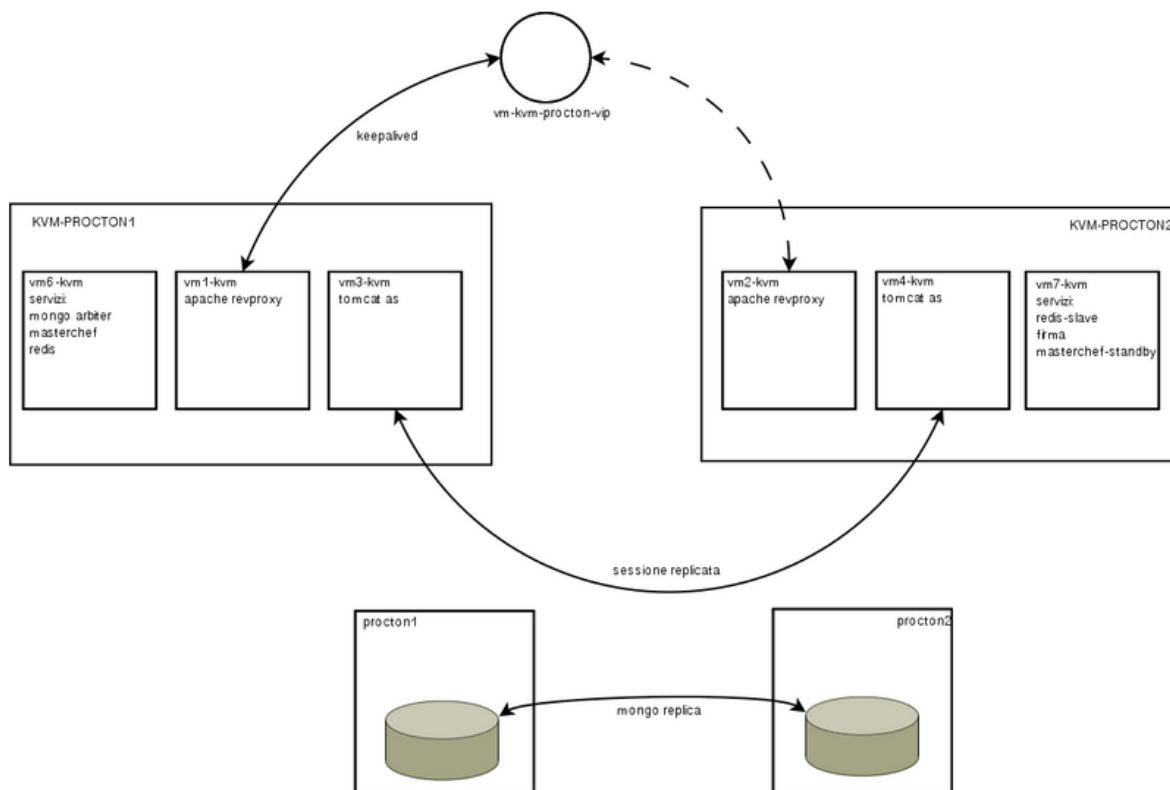 vm-kvm-procton-vip
keepalived
KVM-PROCTON1
vm6-kvm
servizi:
mongo arbiter
masterchef
redis
vm1-kvm
apache revproxy
vm3-kvm
tomcat as
KVM-PROCTON2
vm2-kvm
apache revproxy
vm4-kvm
tomcat as
vm7-kvm
servizi:
redis-slave
firma
masterchef-standby
sessione replicata
procton1
procton2
mongo replica